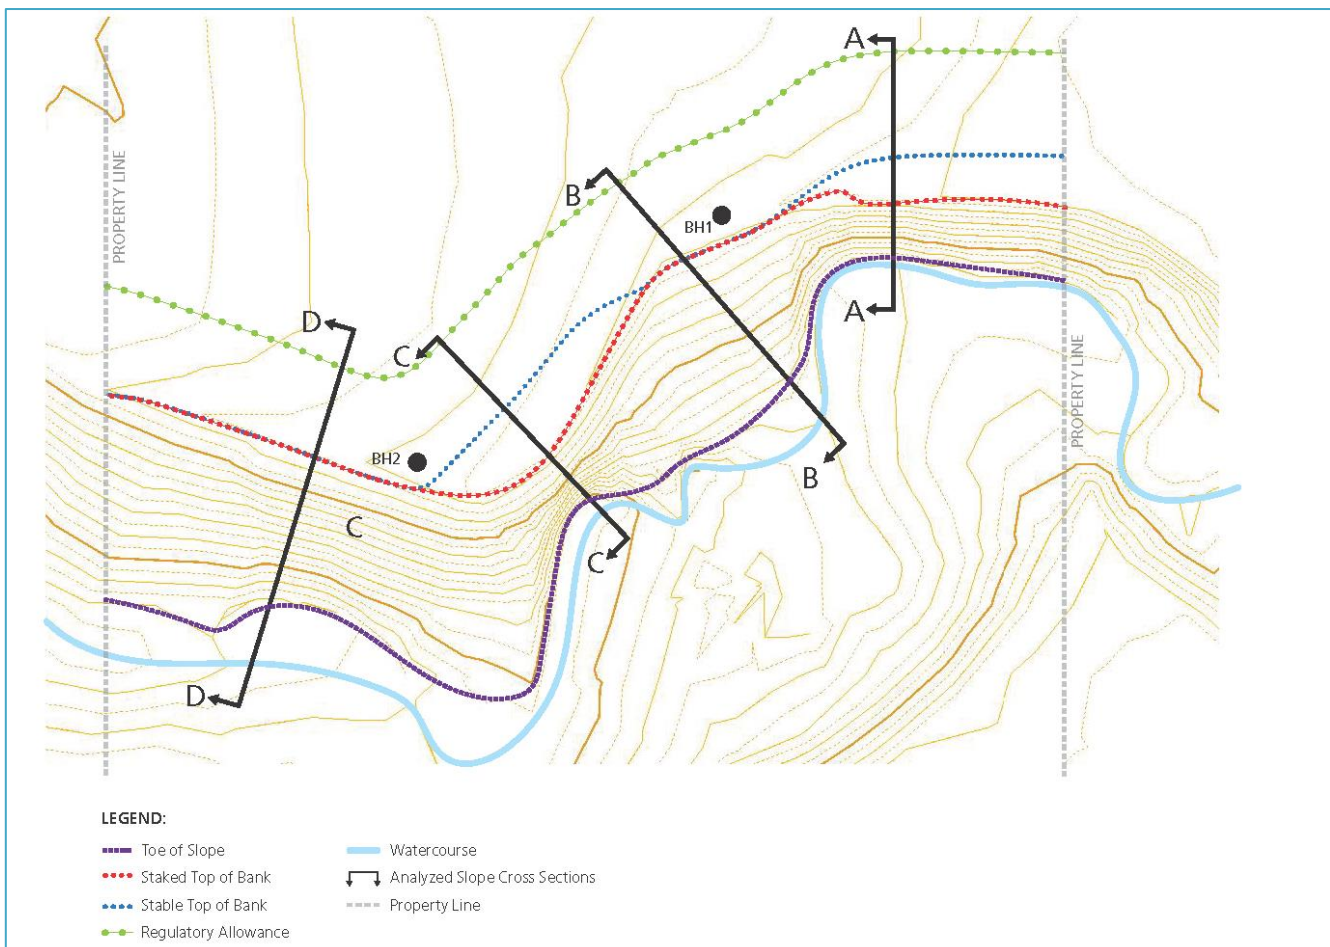 A
PROPERTY LINE
B
BH1
A
D
C
PROPERTY LINE
BH2
B
C
C
D
LEGEND:
Toe of Slope
Staked Top of Bank
Stable Top of Bank
Regulatory Allowance
Watercourse
Analyzed Slope Cross Sections
Property Line